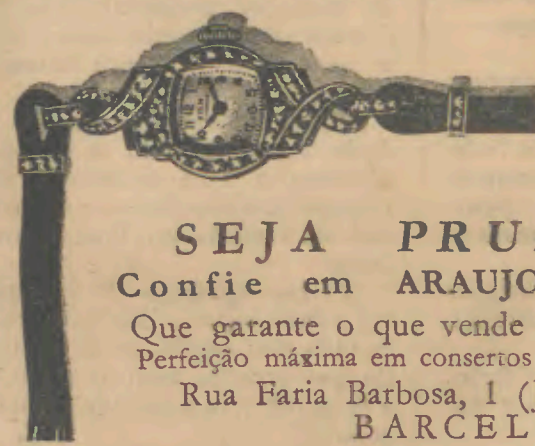 SEJA PRU
Confie em ARAUJO
Que garante o que vende
Perfeição máxima em consertos
Rua Faria Barbosa, 1 (
BARCEL